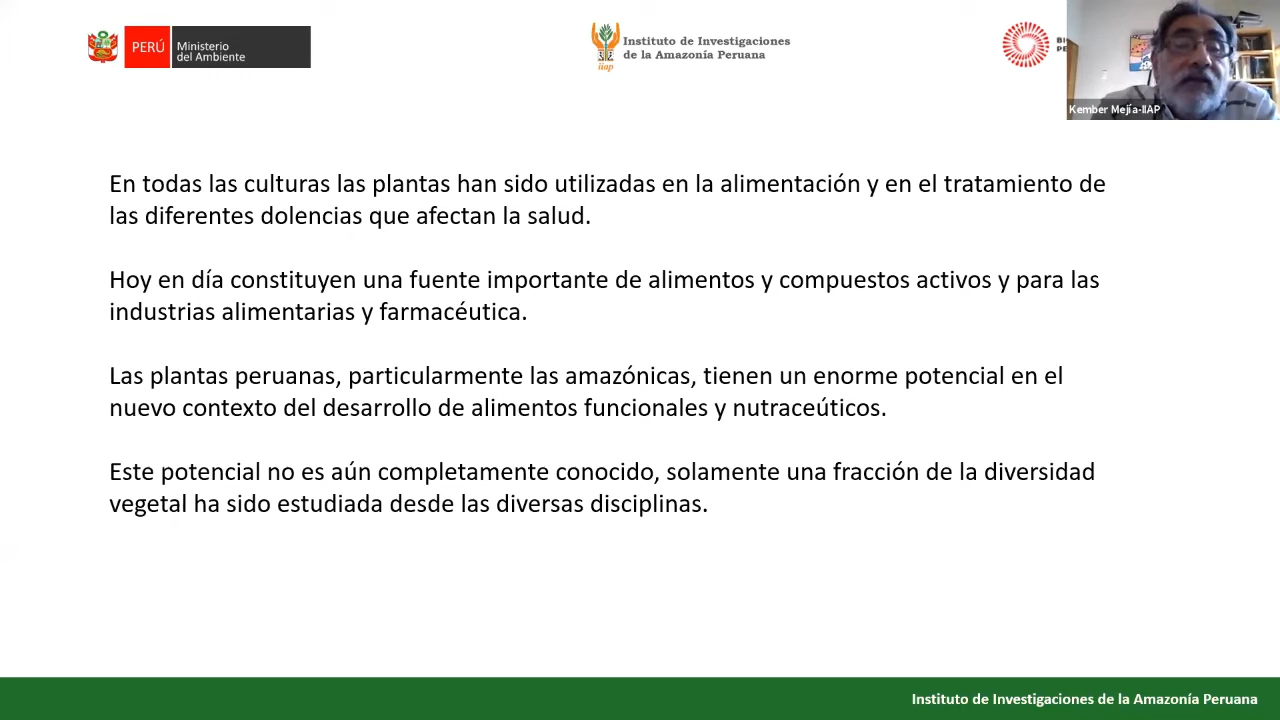 PERÚ
Ministerio
del Ambiente
iiap
Instituto de Investigaciones
de la Amazonía Peruana
Kember Mejía-IIAP
En todas las culturas las plantas han sido utilizadas en la alimentación y en el tratamiento de
las diferentes dolencias que afectan la salud.
Hoy en día constituyen una fuente importante de alimentos y compuestos activos y para las
industrias alimentarias y farmacéutica.
Las plantas peruanas, particularmente las amazónicas, tienen un enorme potencial en el
nuevo contexto del desarrollo de alimentos funcionales y nutraceúticos.
Este potencial no es aún completamente conocido, solamente una fracción de la diversidad
vegetal ha sido estudiada desde las diversas disciplinas.
Instituto de Investigaciones de la Amazonía Peruana